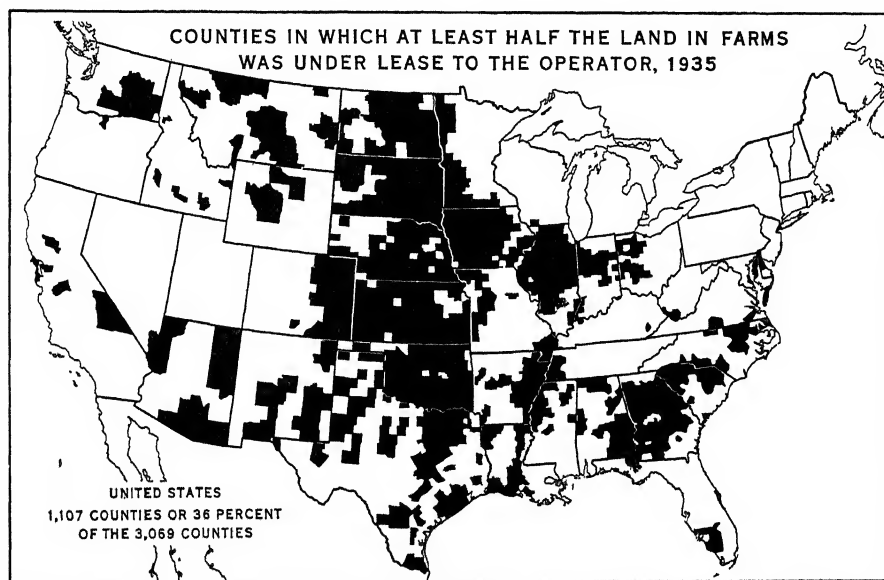 COUNTIES IN WHICH AT LEAST HALF THE LAND IN FARMS
WAS UNDER LEASE TO THE OPERATOR, 1935
UNITED STATES
1,107 COUNTIES OR 36 PERCENT
OF THE 3,069 COUNTIES